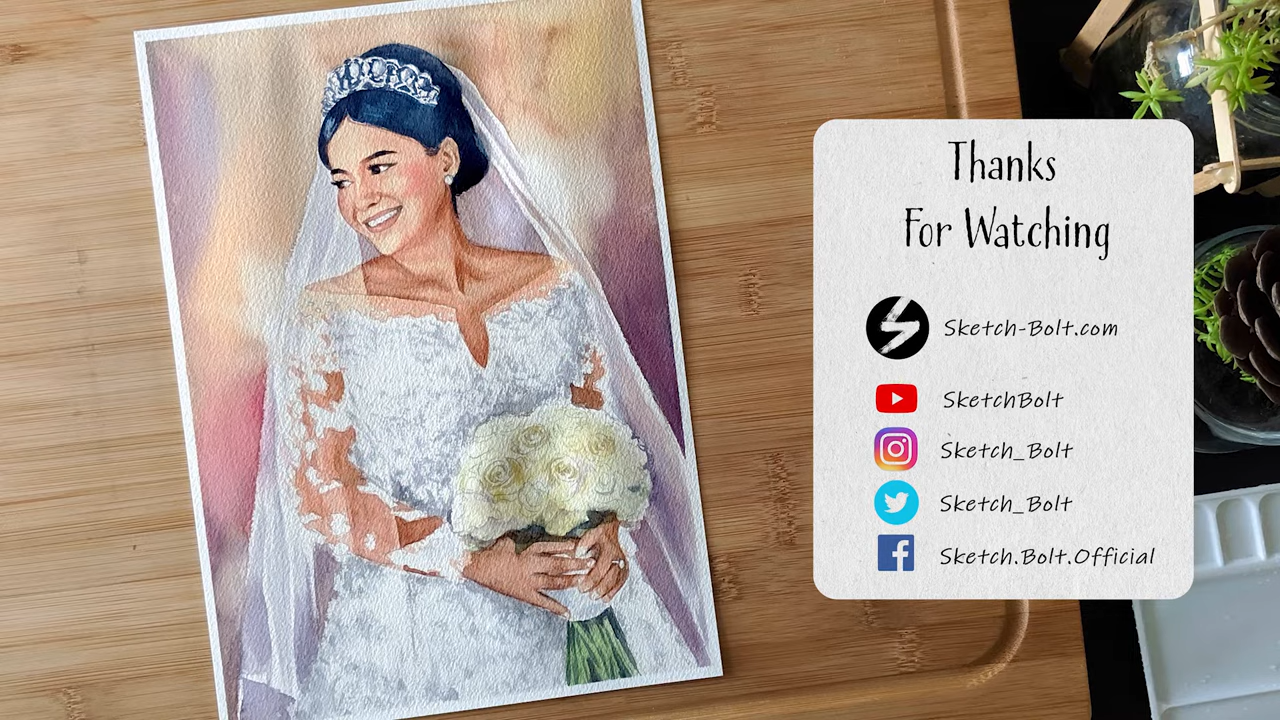 Thanks
For Watching
Sketch-Bolt.com
SketchBolt
Sketch_Bolt
Sketch_Bolt
Sketch.Bolt.Official